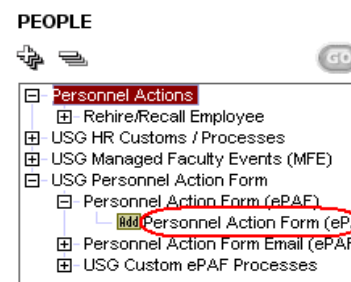 PEOPLE
GO
Personnel Actions
Rehire/Recall Employee
USG HR Customs / Processes
USG Managed Faculty Events (MFE)
USG Personnel Action Form
Personnel Action Form (ePAF)
Add Personnel Action Form (eP
Personnel Action Form Email (ePAF
USG Custom ePAF Processes